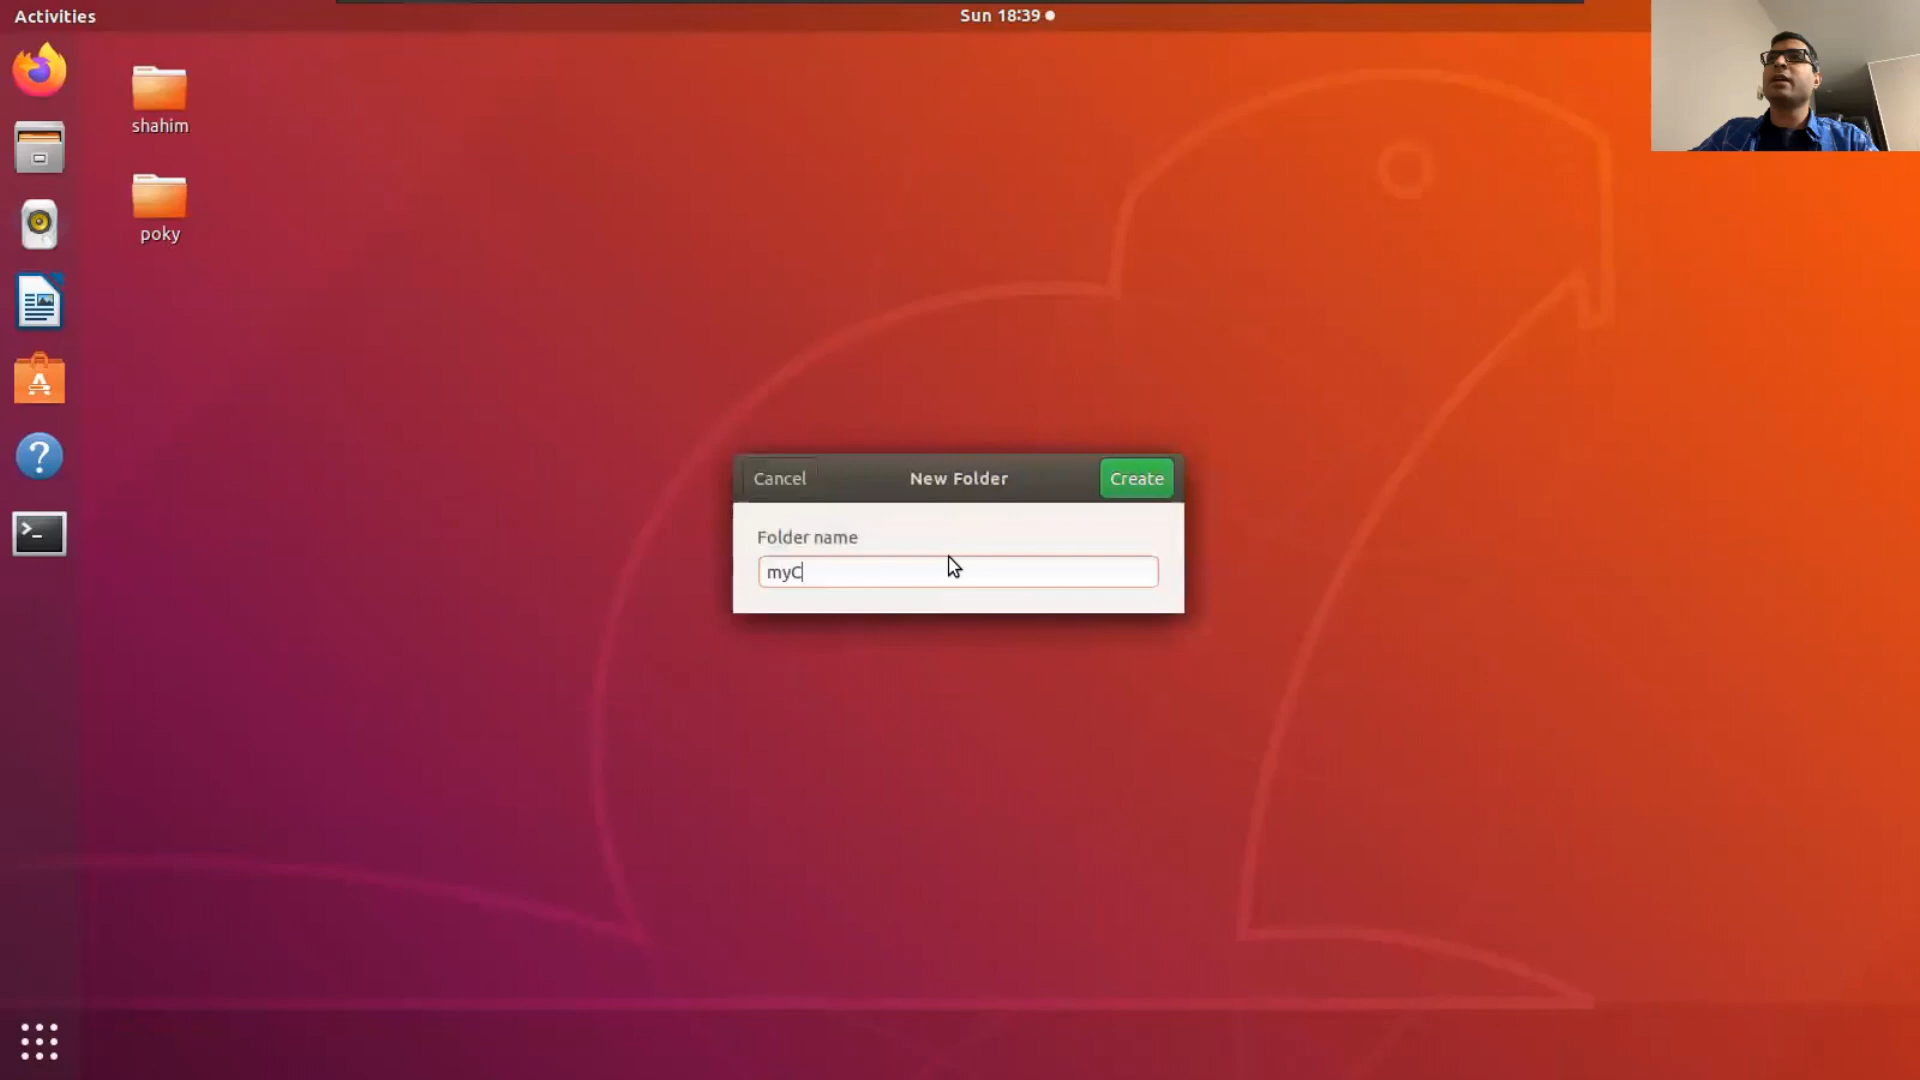 Activities
Sun 18:39
shahim
poky
Cancel
New Folder
Create
Folder name
myC